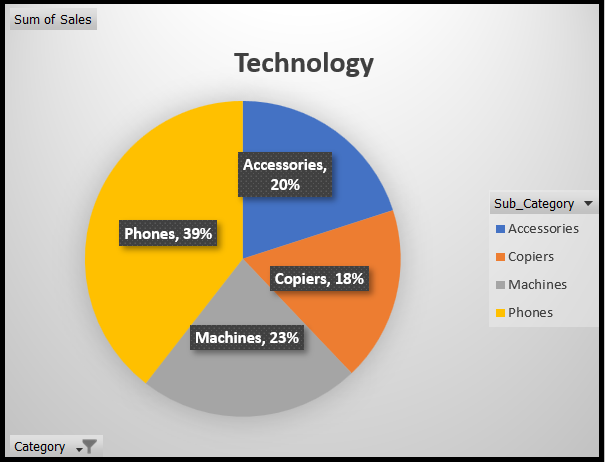 Sum of Sales
Technology
Accessories,
20%
Phones, 39%
Copiers, 18%
Machines, 23%
Sub_Category
Accessories
Copiers
Machines
Phones
Category